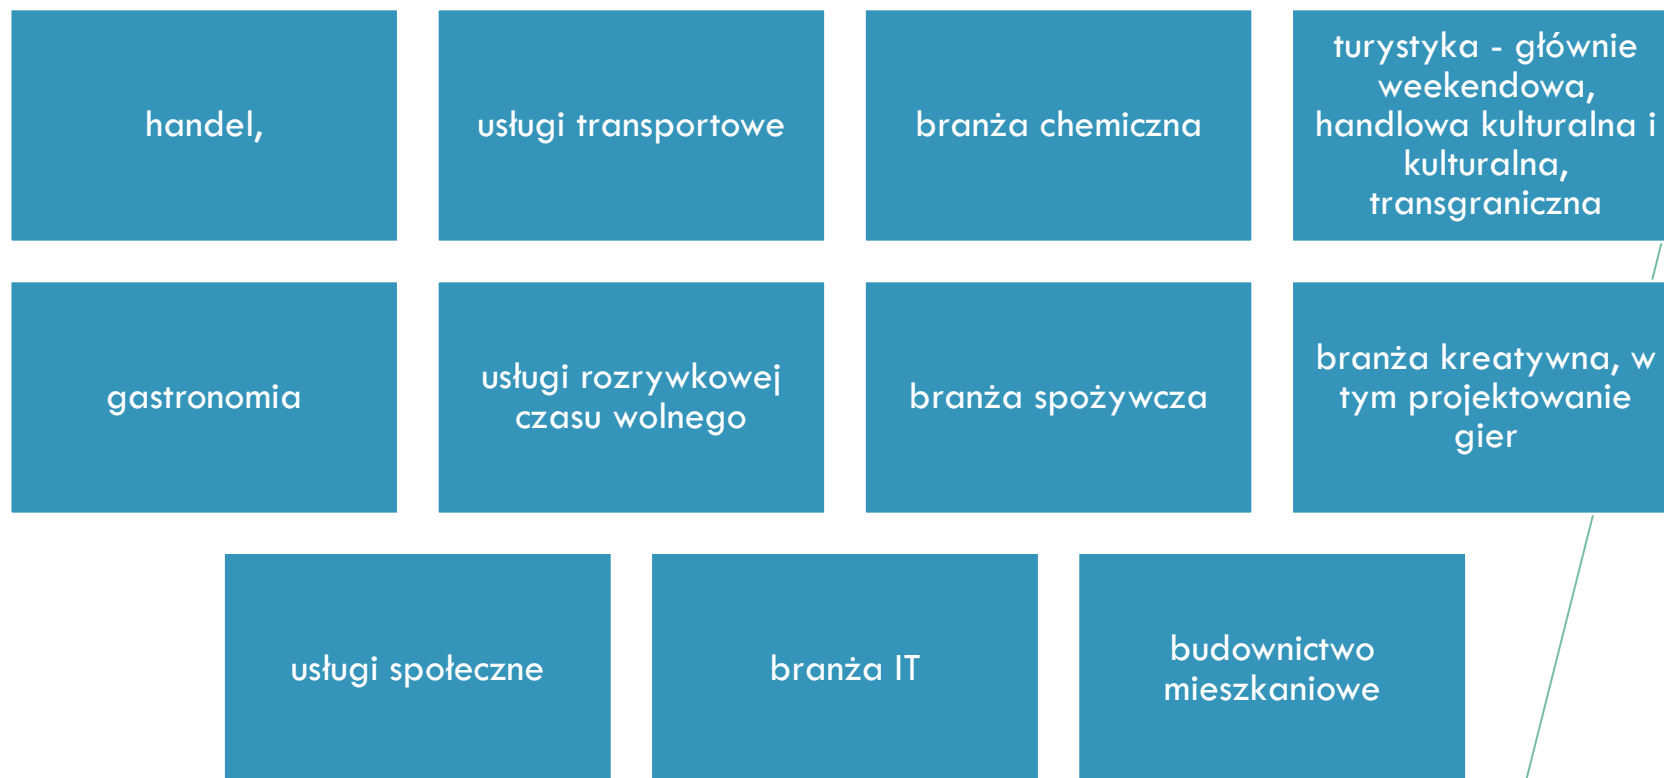 handel,
usługi transportowe
branża chemiczna
turystyka - głównie
weekendowa,
handlowa kulturalna i
kulturalna,
transgraniczna
gastronomia
usługi rozrywkowej
czasu wolnego
branża spożywcza
branża kreatywna, w
tym projektowanie
gier
usługi społeczne
branża IT
budownictwo
mieszkaniowe